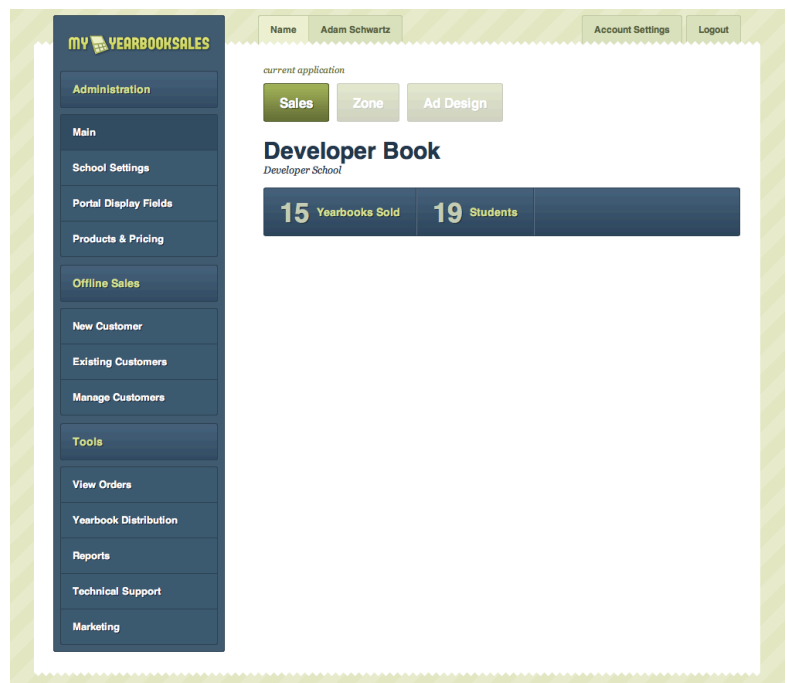 MY YEARBOOKSALES
Name Adam Schwartz Account Settings Logout
Administration
Main
School Settings
Portal Display Fields
Products & Pricing
Offline Sales
New Customer
Existing Customers
Manage Customers
Tools
View Orders
Yearbook Distribution
Reports
Technical Support
Marketing
current application
Sales Zone Ad Design
Developer Book
Developer School
15 Yearbooks Sold 19 Students